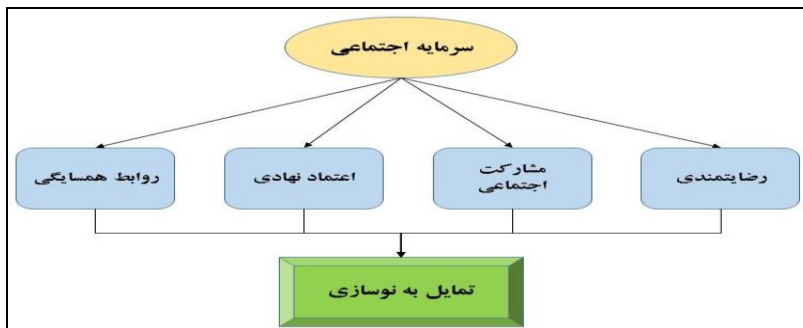 سرمایه اجتماعی
رضایتمندی
مشارکت
اجتماعی
اعتماد نهادی
روابط همسایگی
تمایل به نوسازی